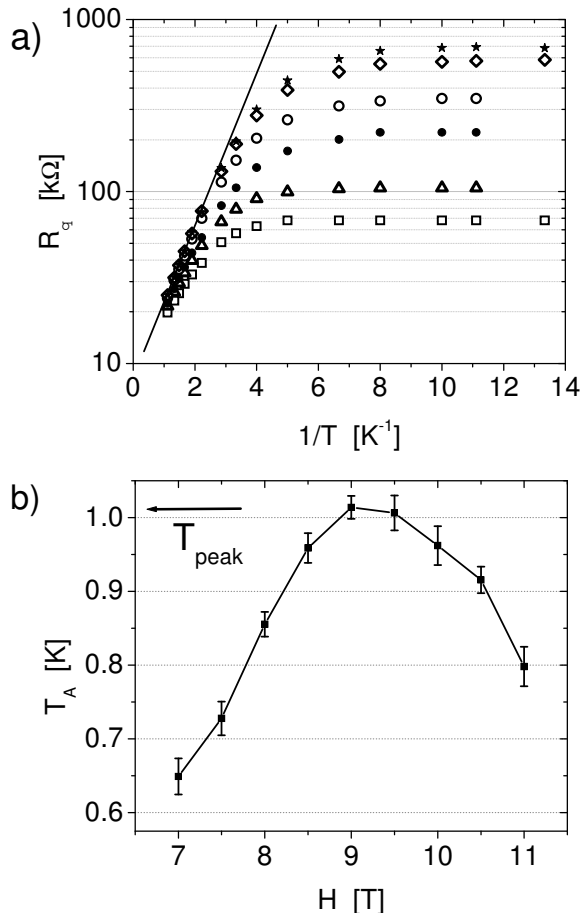 a)
1000
100
10
R_q [kΩ]
0 2 4 6 8 10 12 14
1/T [K⁻¹]
b)
T_peak
1.0
0.9
0.8
0.7
0.6
T_A [K]
7 8 9 10 11
H [T]